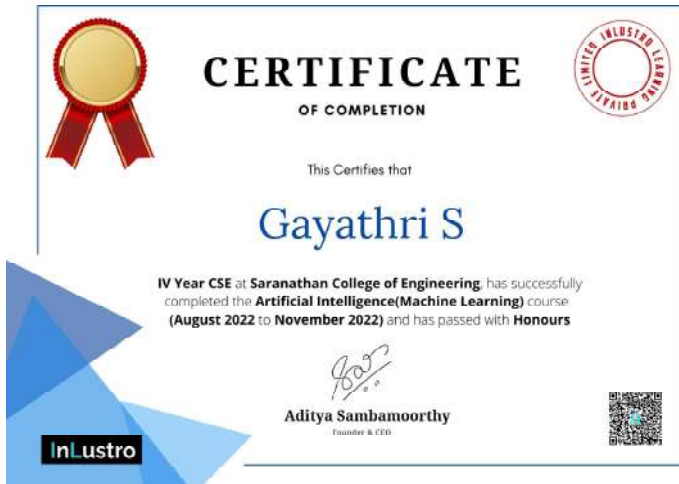 CERTIFICATE
OF COMPLETION
INLUSTRO LEARNING PRIVATE LIMITED
This Certifies that
Gayathri S
IV Year CSE at Saranathan College of Engineering, has successfully
completed the Artificial Intelligence(Machine Learning) course
(August 2022 to November 2022) and has passed with Honours
Aditya Sambamoorthy
Founder & CEO
InLustro